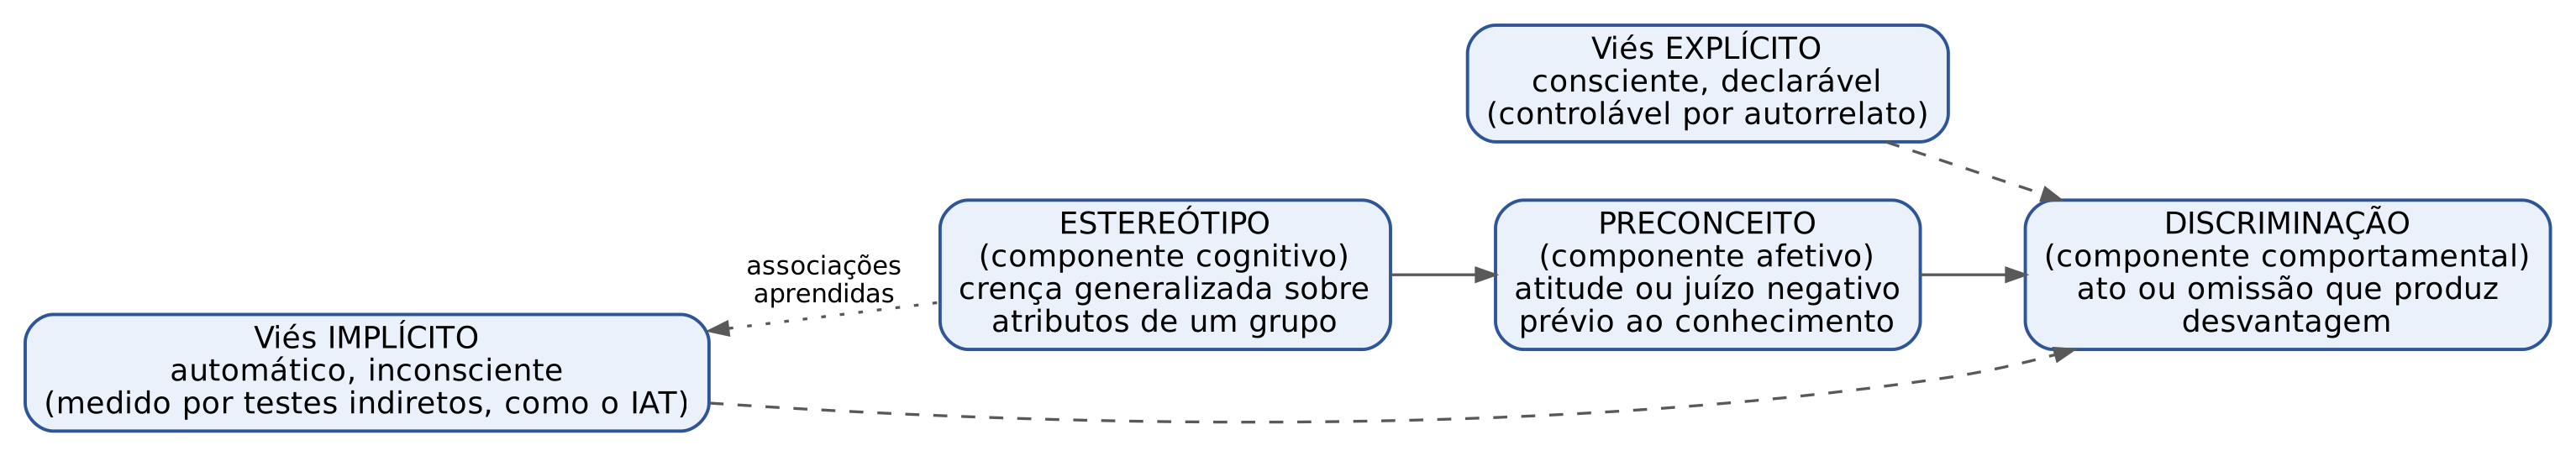 Viés EXPLÍCITO
consciente, declarável
(controlável por autorrelato)
ESTEREÓTIPO
(componente cognitivo)
crença generalizada sobre
atributos de um grupo
PRECONCEITO
(componente afetivo)
atitude ou juízo negativo
prévio ao conhecimento
DISCRIMINAÇÃO
(componente comportamental)
ato ou omissão que produz
desvantagem
associações
aprendidas
Viés IMPLÍCITO
automático, inconsciente
(medido por testes indiretos, como o IAT)